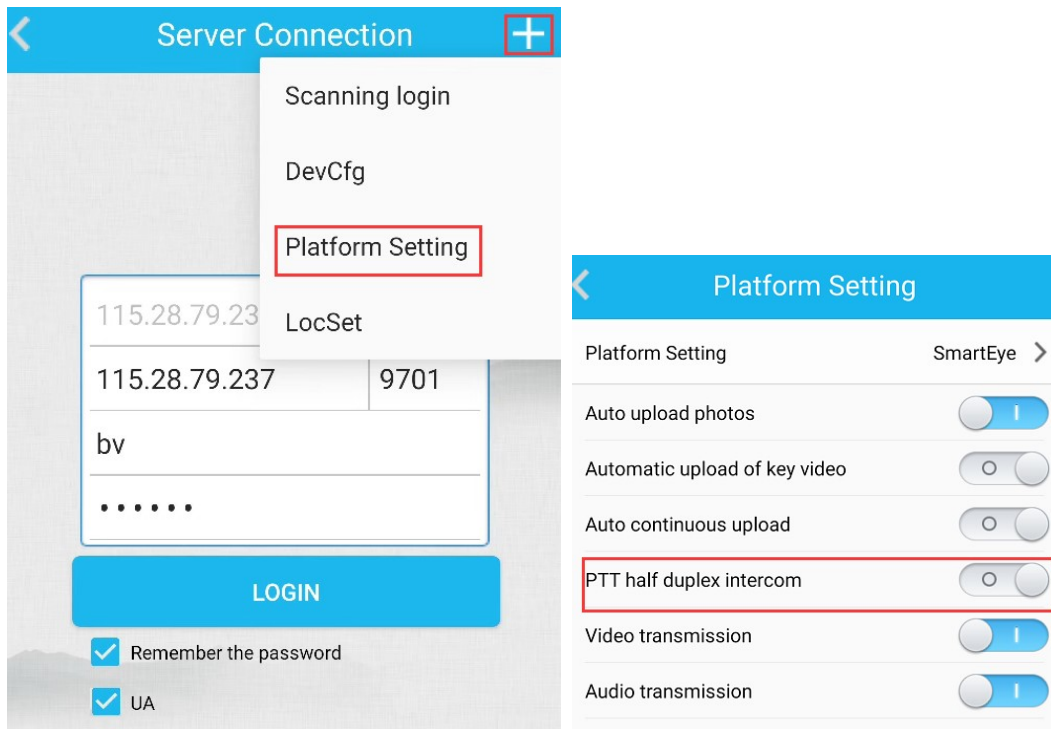 Server Connection
Scanning login
DevCfg
Platform Setting
LocSet
115.28.79.23
115.28.79.237 9701
bv
••••••
LOGIN
Remember the password
UA
Platform Setting
Platform Setting SmartEye
Auto upload photos
Automatic upload of key video
Auto continuous upload
PTT half duplex intercom
Video transmission
Audio transmission